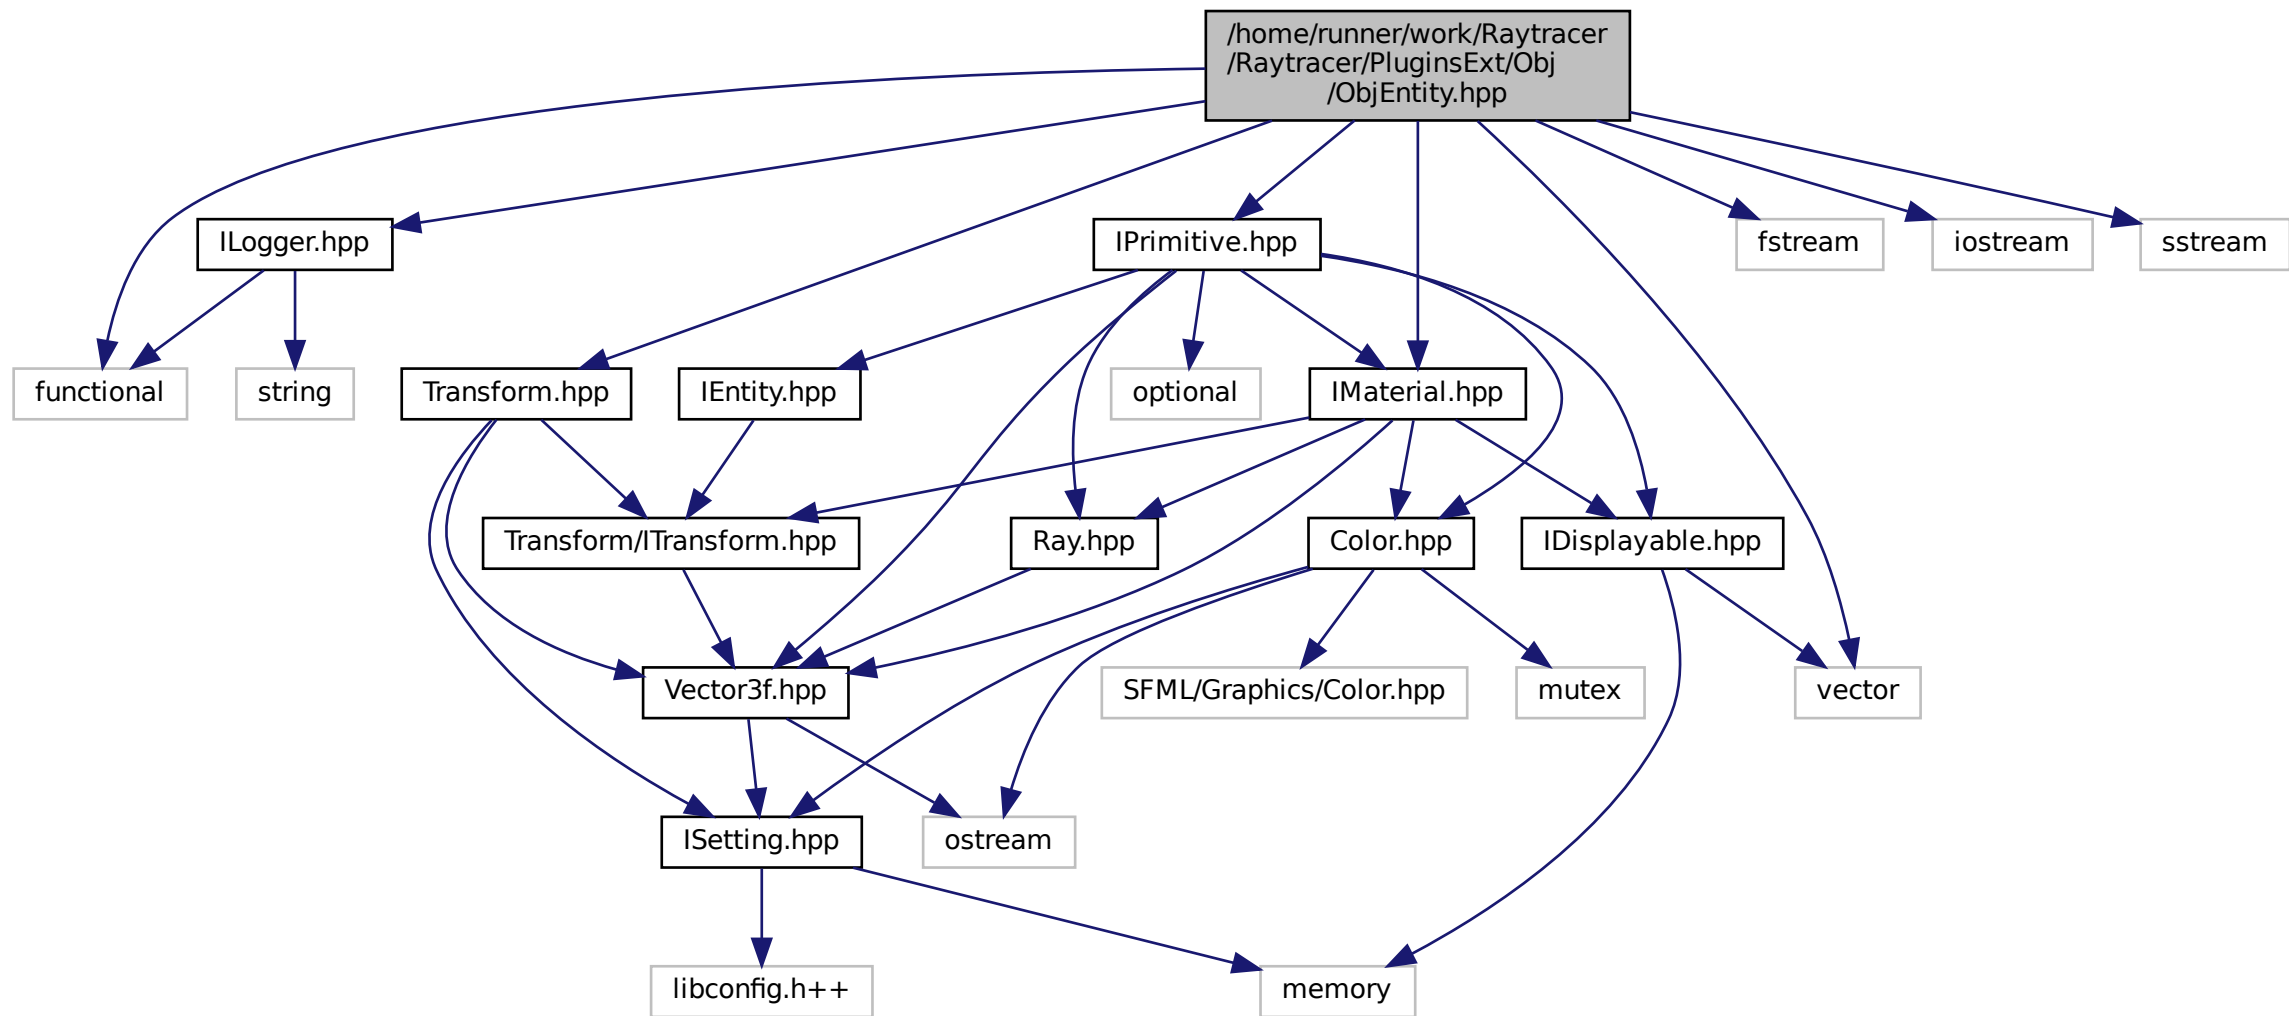 /home/runner/work/Raytracer
/Raytracer/PluginsExt/Obj
/ObjEntity.hpp
ILogger.hpp
IPrimitive.hpp
fstream
iostream
sstream
functional
string
Transform.hpp
IEntity.hpp
optional
IMaterial.hpp
Transform/ITransform.hpp
Ray.hpp
Color.hpp
IDisplayable.hpp
Vector3f.hpp
SFML/Graphics/Color.hpp
mutex
vector
ISetting.hpp
ostream
libconfig.h++
memory